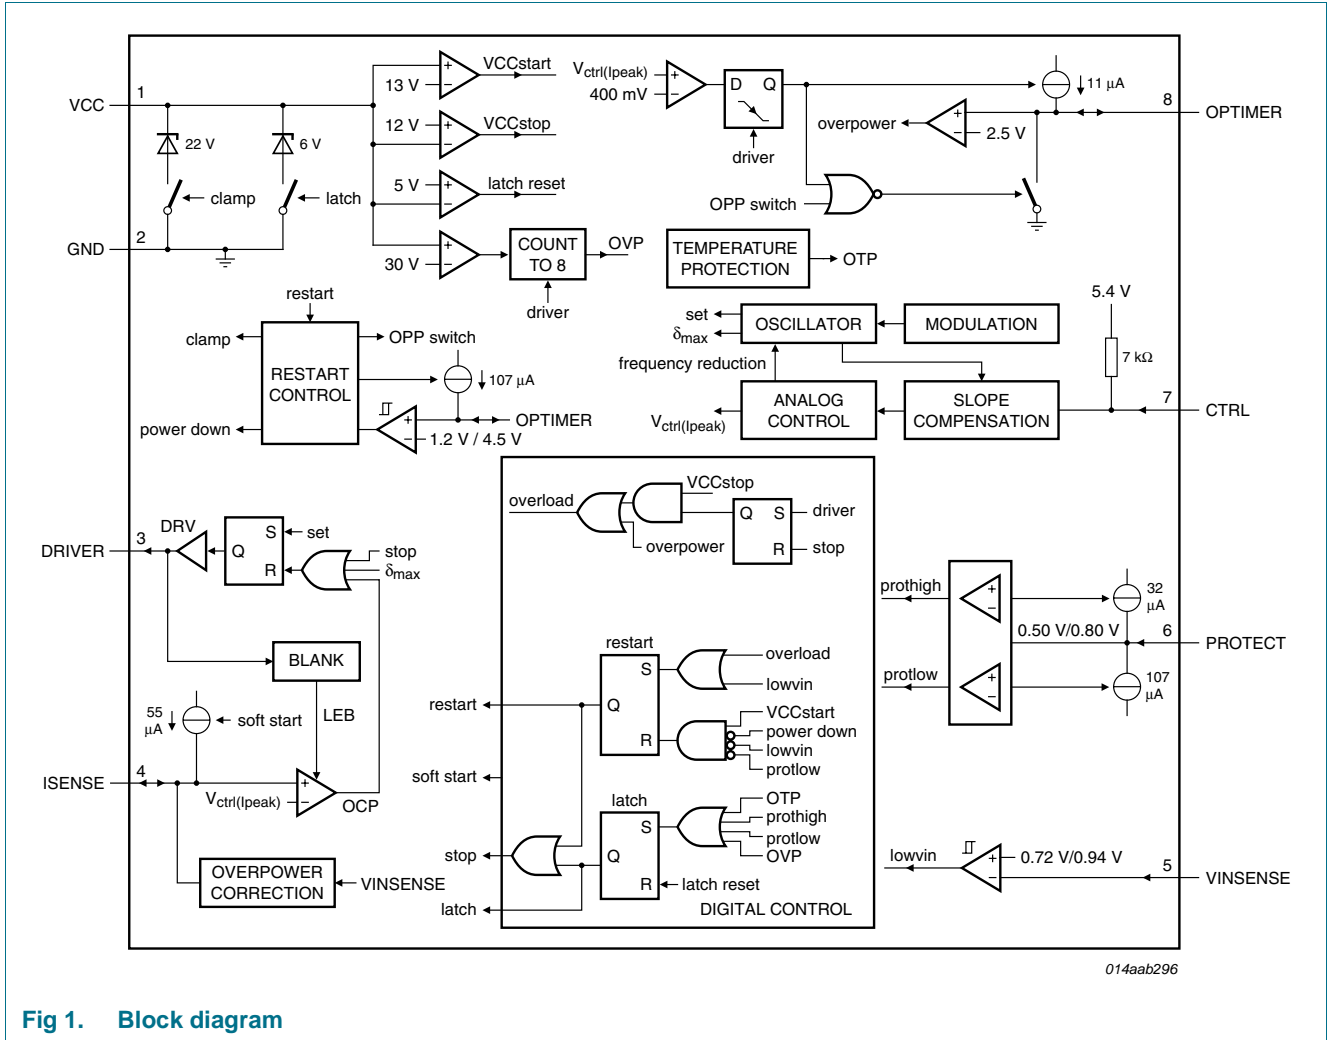 VCC
1
22 V
clamp
6 V
latch
GND
2
+
13 V
−
VCCstart
12 V
+
−
VCCstop
5 V
+
−
latch reset
+
30 V
−
COUNT
TO 8
OVP
driver
Vctrl(Ipeak)
+
400 mV
−
D
Q
driver
11 μA
8
OPTIMER
overpower
+
−
2.5 V
OPP switch
TEMPERATURE
PROTECTION
OTP
restart
clamp
RESTART
CONTROL
OPP switch
107 μA
OPTIMER
+
−
1.2 V / 4.5 V
power down
set
δmax
OSCILLATOR
MODULATION
frequency reduction
5.4 V
7 kΩ
Vctrl(Ipeak)
ANALOG
CONTROL
SLOPE
COMPENSATION
7
CTRL
DRIVER
3
DRV
Q
S
R
set
stop
δmax
BLANK
LEB
55
μA
soft start
ISENSE
4
Vctrl(Ipeak)
+
−
OCP
OVERPOWER
CORRECTION
VINSENSE
overload
VCCstop
overpower
Q
S
R
driver
stop
restart
S
Q
R
overload
lowvin
VCCstart
power down
lowvin
protlow
restart
soft start
latch
S
Q
R
OTP
prothigh
protlow
OVP
latch reset
stop
latch
DIGITAL CONTROL
prothigh
+
−
protlow
+
−
32
μA
0.50 V/0.80 V
6
PROTECT
107
μA
lowvin
+
−
0.72 V/0.94 V
5
VINSENSE
014aab296
Fig 1. Block diagram